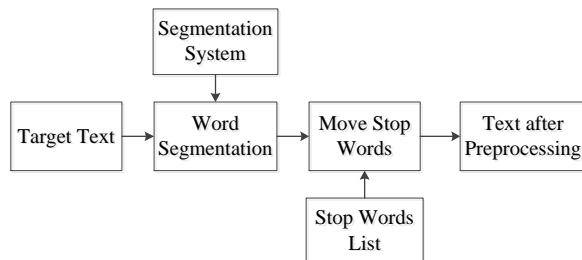 Segmentation
System
Target Text
Word
Segmentation
Move Stop
Words
Text after
Preprocessing
Stop Words
List